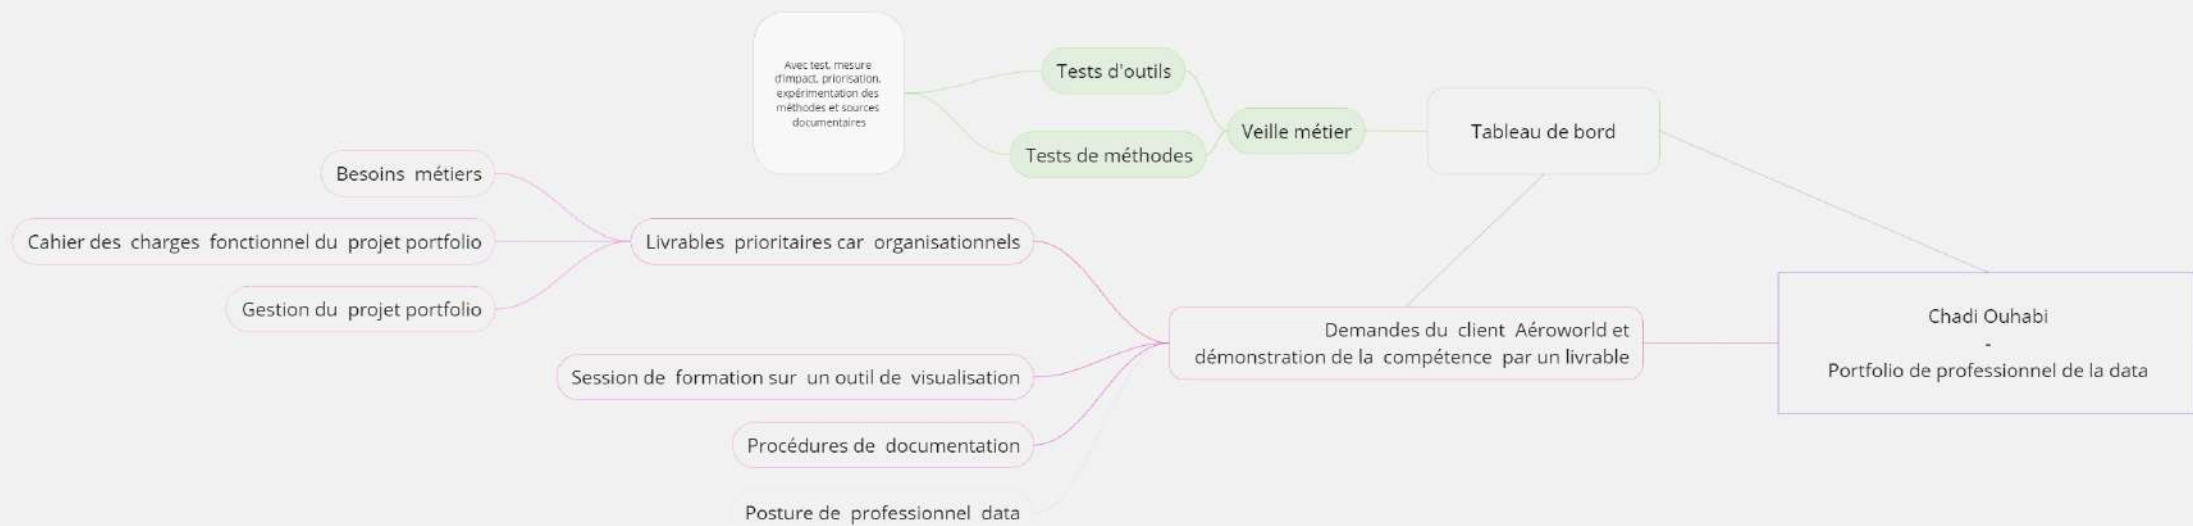 Avec test, mesure
d'impact, priorisation,
expérimentation des
méthodes et sources
documentaires
Tests d'outils
Tests de méthodes
Veille métier
Tableau de bord
Besoins métiers
Cahier des charges fonctionnel du projet portfolio
Gestion du projet portfolio
Livrables prioritaires car organisationnels
Session de formation sur un outil de visualisation
Procédures de documentation
Posture de professionnel data
Demandes du client Aéroworld et
démonstration de la compétence par un livrable
Chadi Ouhabi
-
Portfolio de professionnel de la data